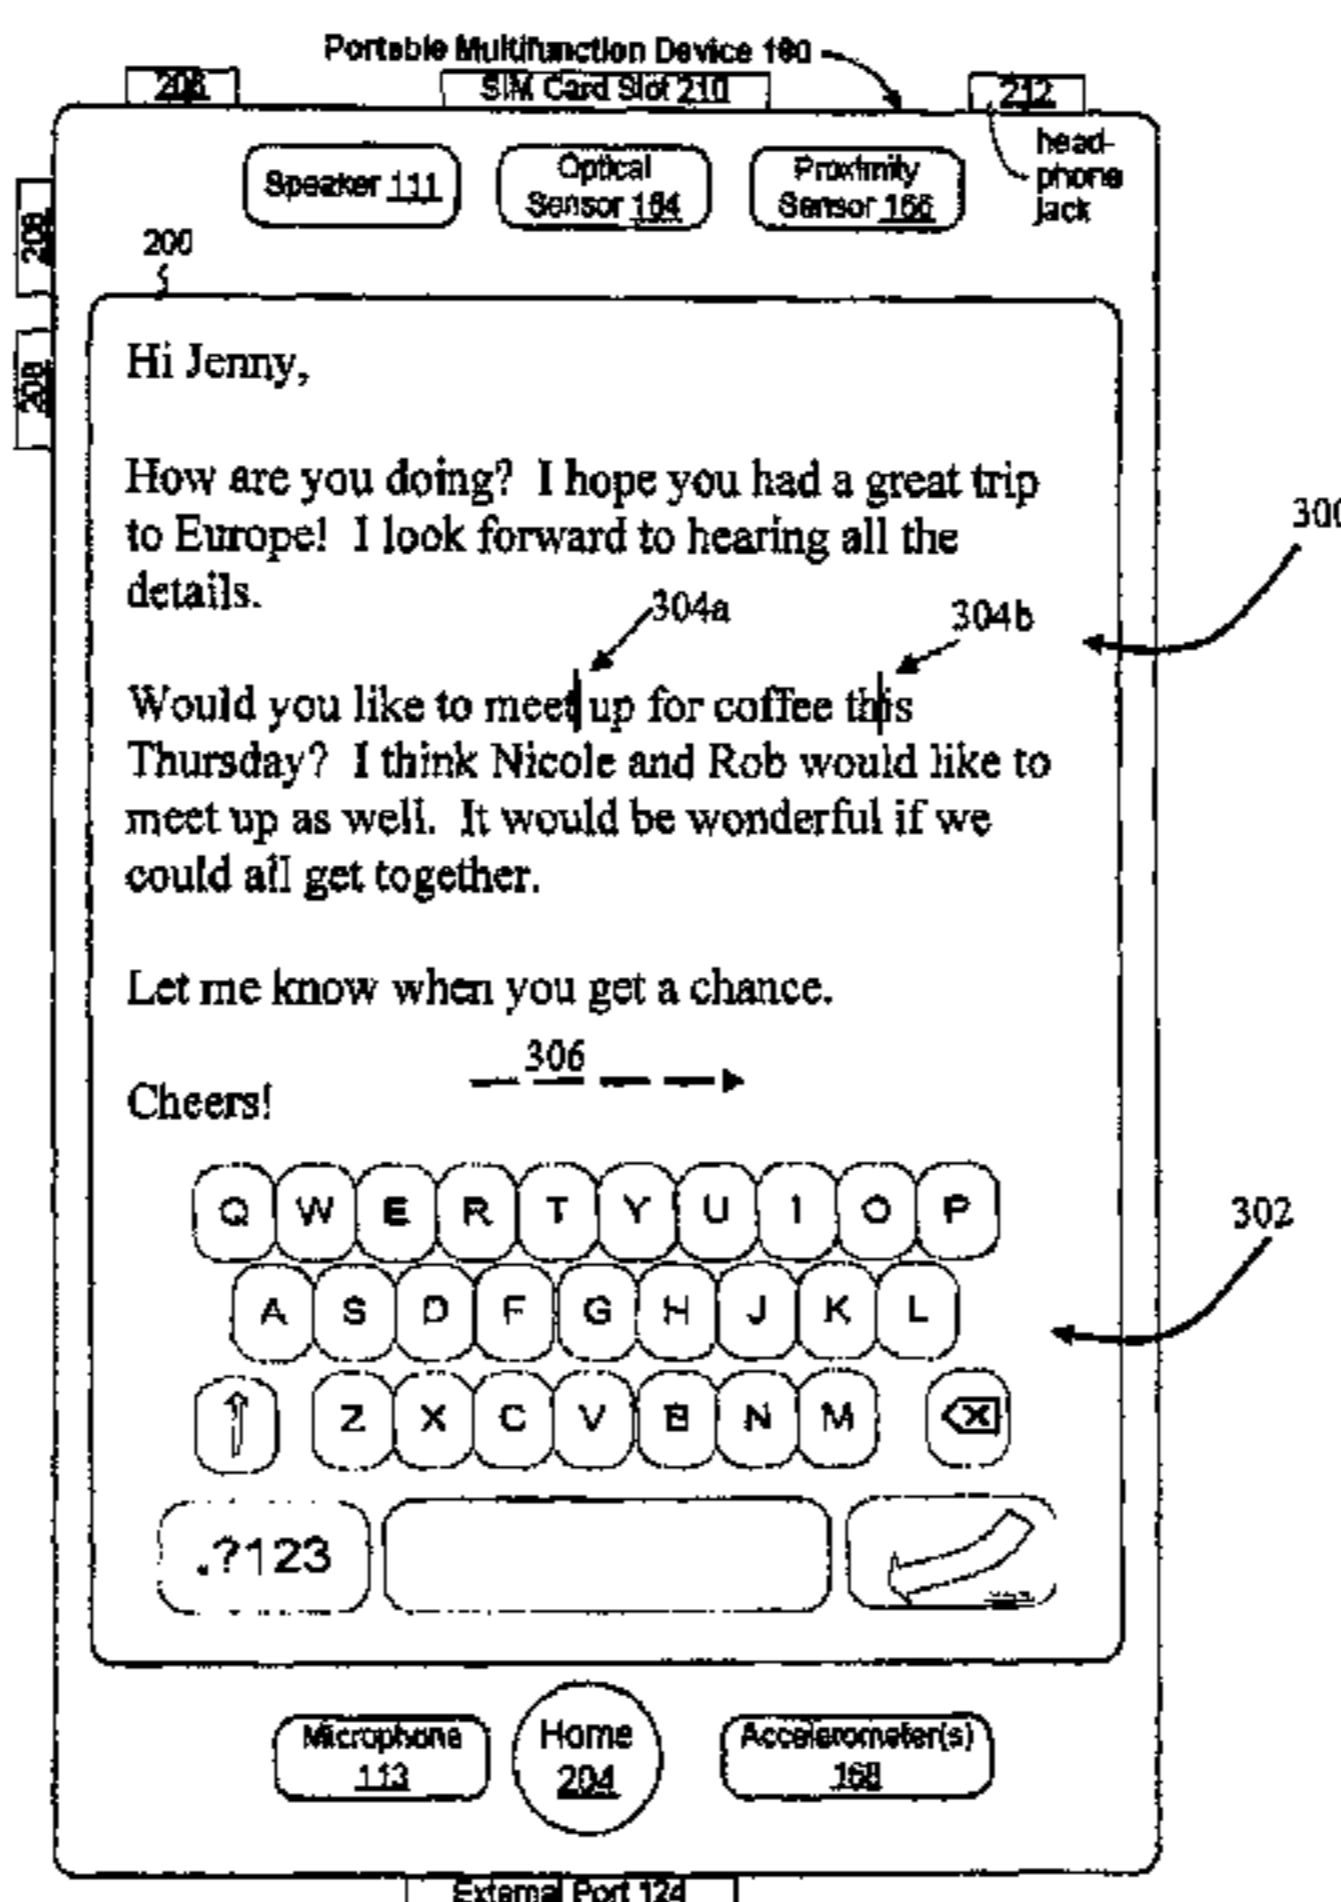 Portable Multifunction Device 100
206
SIM Card Slot 210
212
head-
phone
jack
Speaker 111
Optical
Sensor 164
Proximity
Sensor 166
208
200
208
Hi Jenny,
How are you doing?  I hope you had a great trip
to Europe!  I look forward to hearing all the
details.
300
304a
304b
Would you like to meet up for coffee this
Thursday?  I think Nicole and Rob would like to
meet up as well.  It would be wonderful if we
could all get together.
Let me know when you get a chance.
306
Cheers!
Q W E R T Y U I O P
302
A S D F G H J K L
Z X C V B N M
.?123
Microphone
113
Home
204
Accelerometer(s)
168
External Port 124